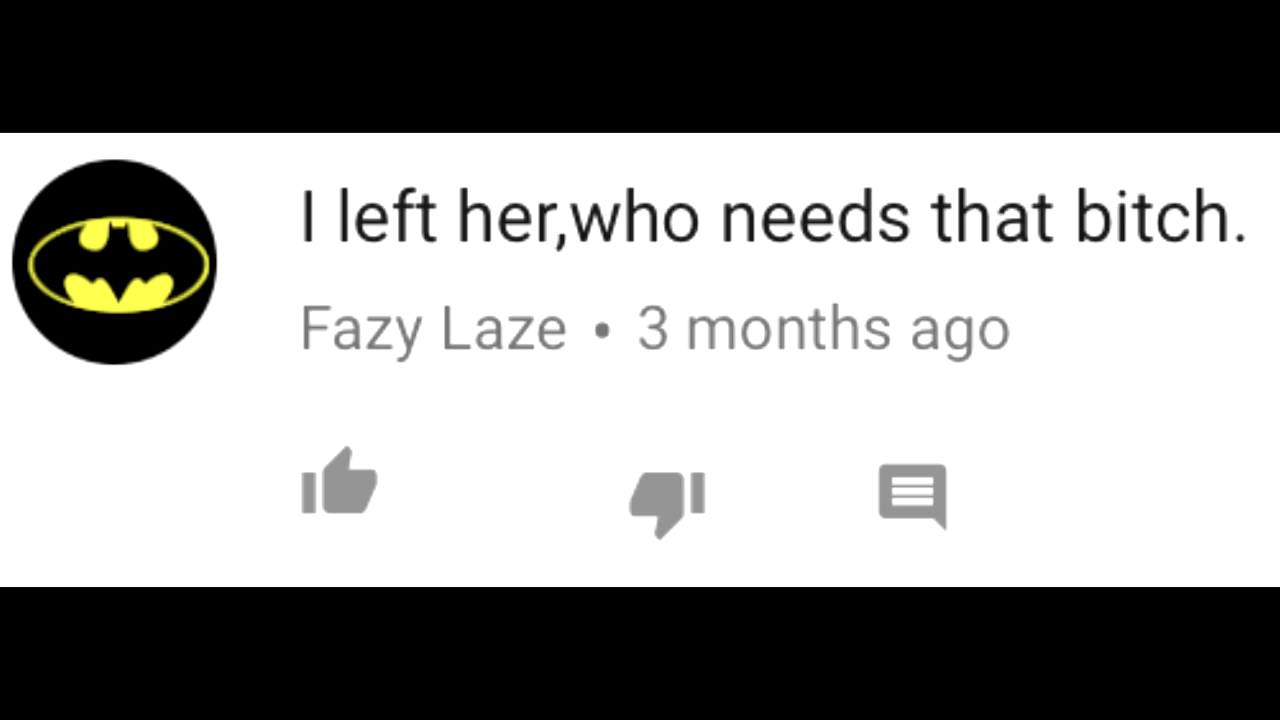 I left her,who needs that bitch.
Fazy Laze • 3 months ago